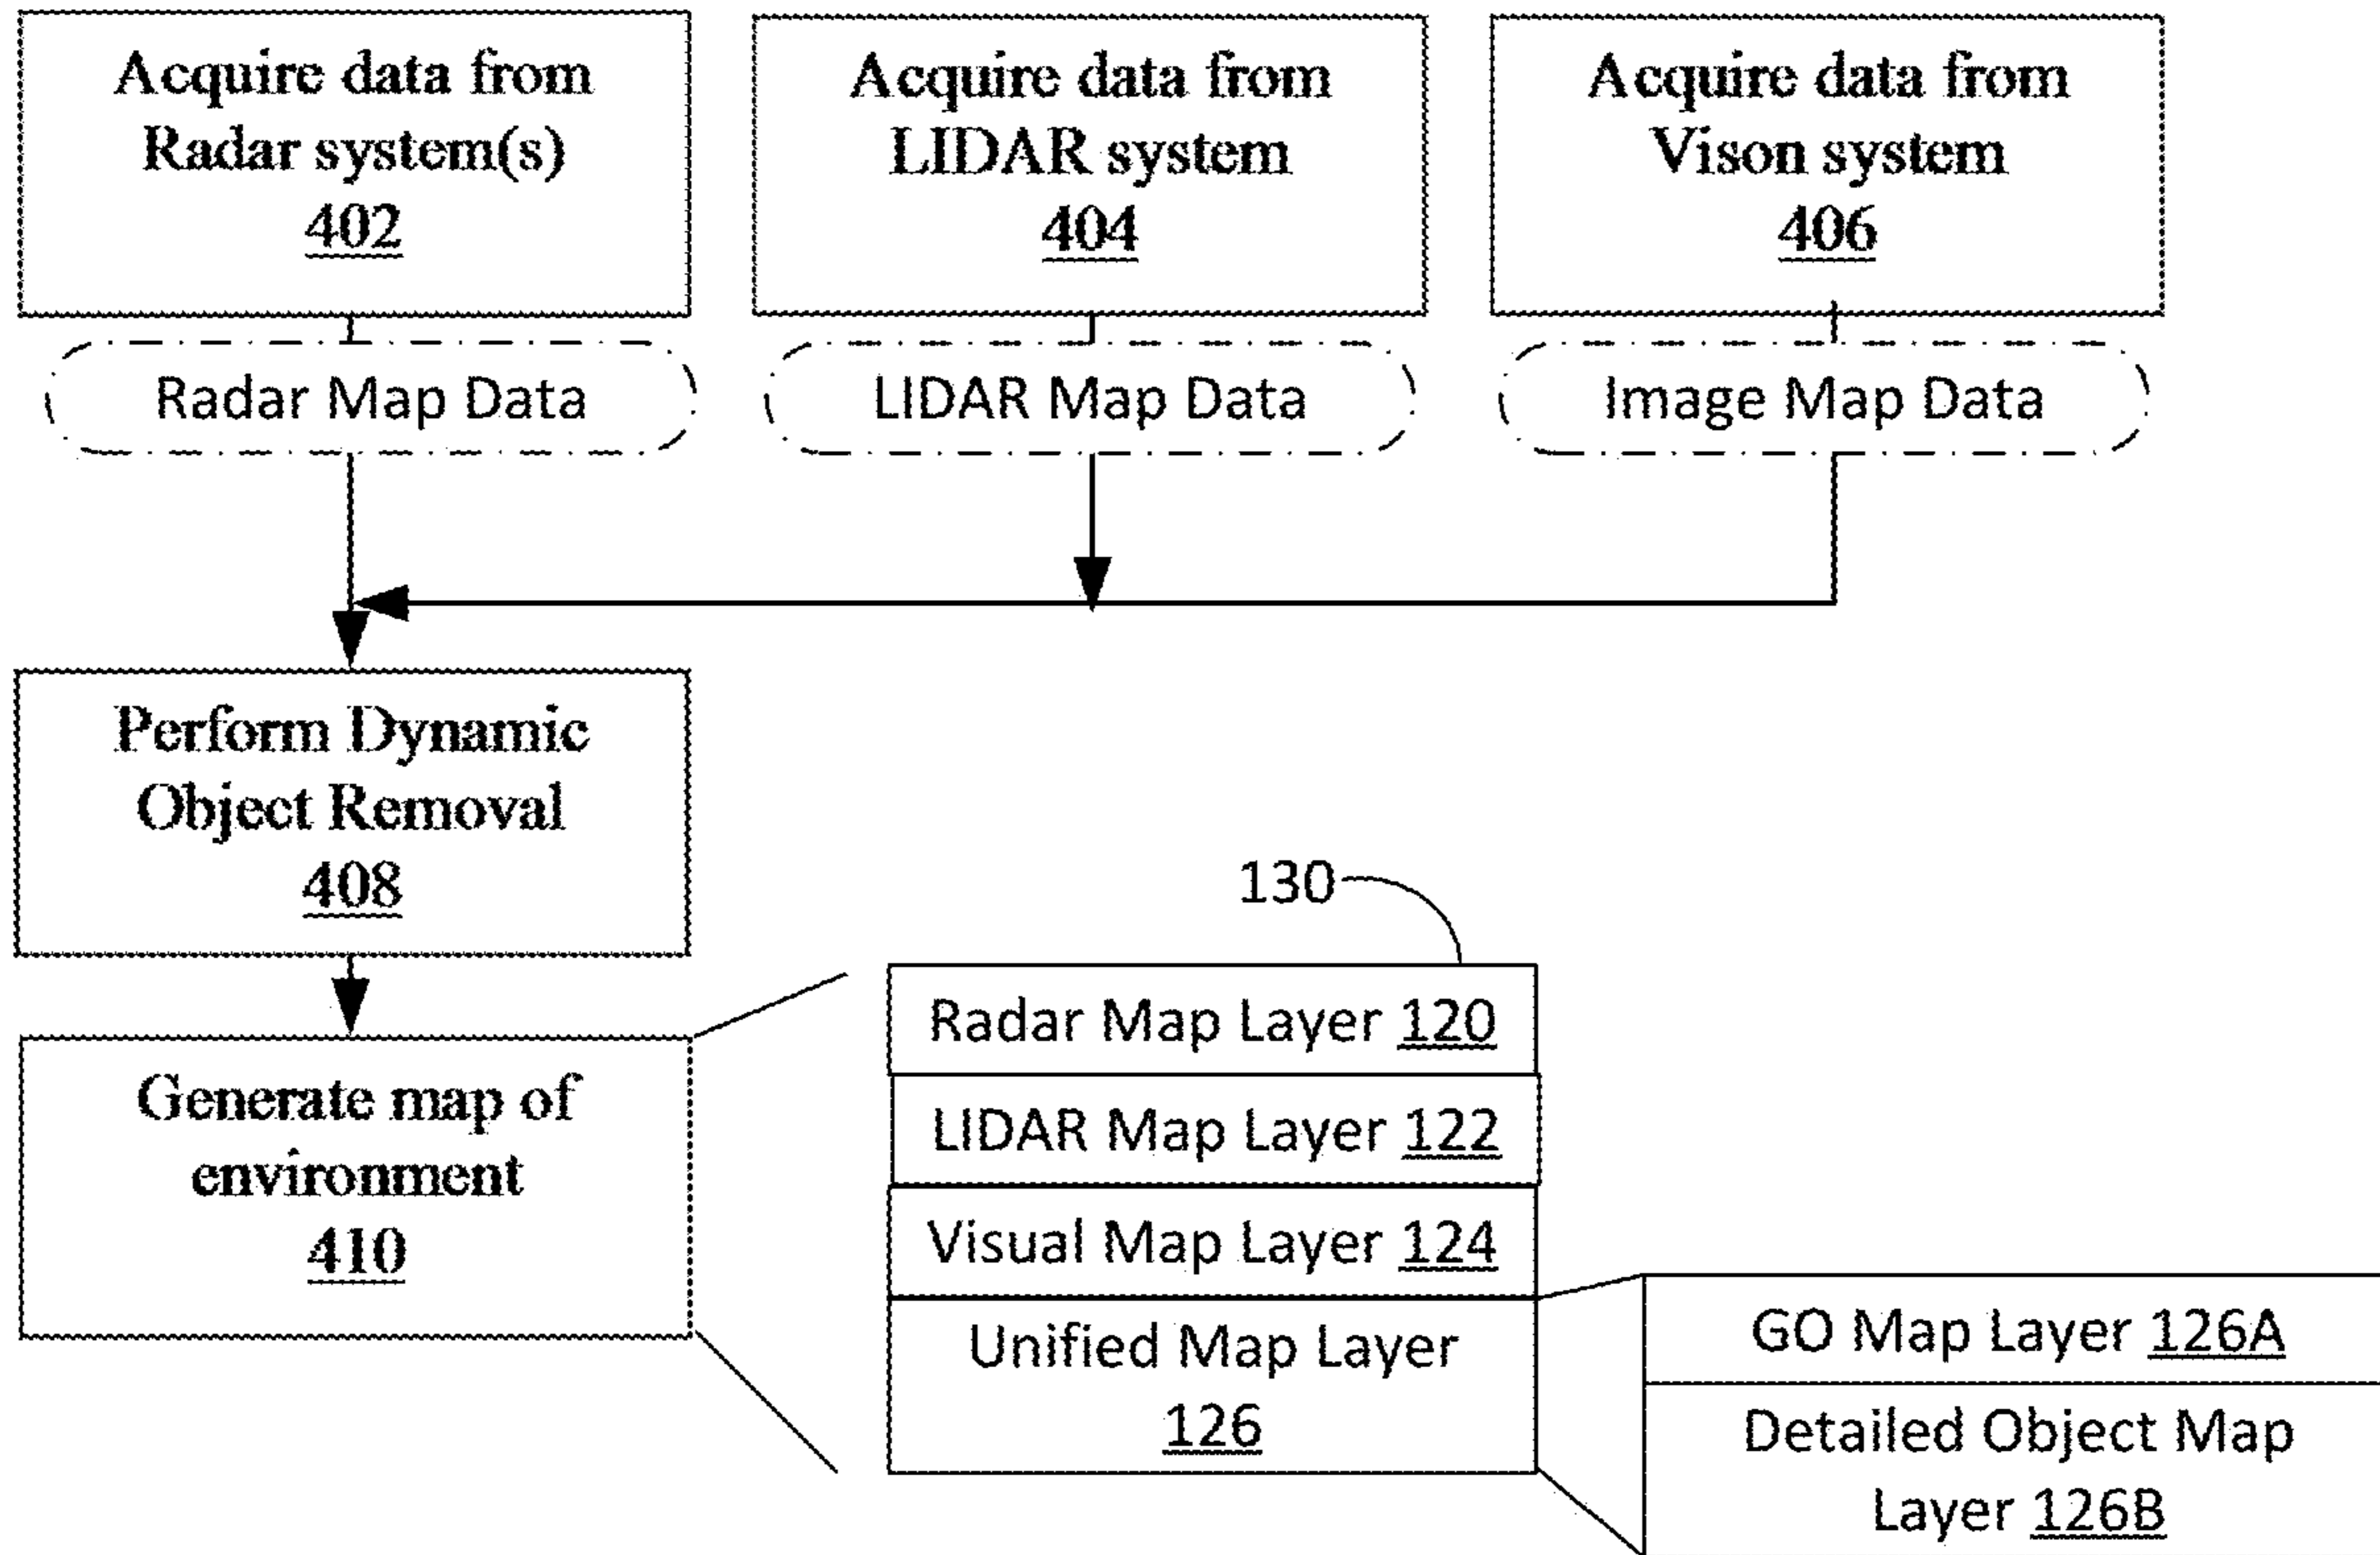 Acquire data from
Radar system(s)
402
Acquire data from
LIDAR system
404
Acquire data from
Vison system
406
Radar Map Data
LIDAR Map Data
Image Map Data
Perform Dynamic
Object Removal
408
130
Generate map of
environment
410
Radar Map Layer 120
LIDAR Map Layer 122
Visual Map Layer 124
Unified Map Layer
126
GO Map Layer 126A
Detailed Object Map
Layer 126B